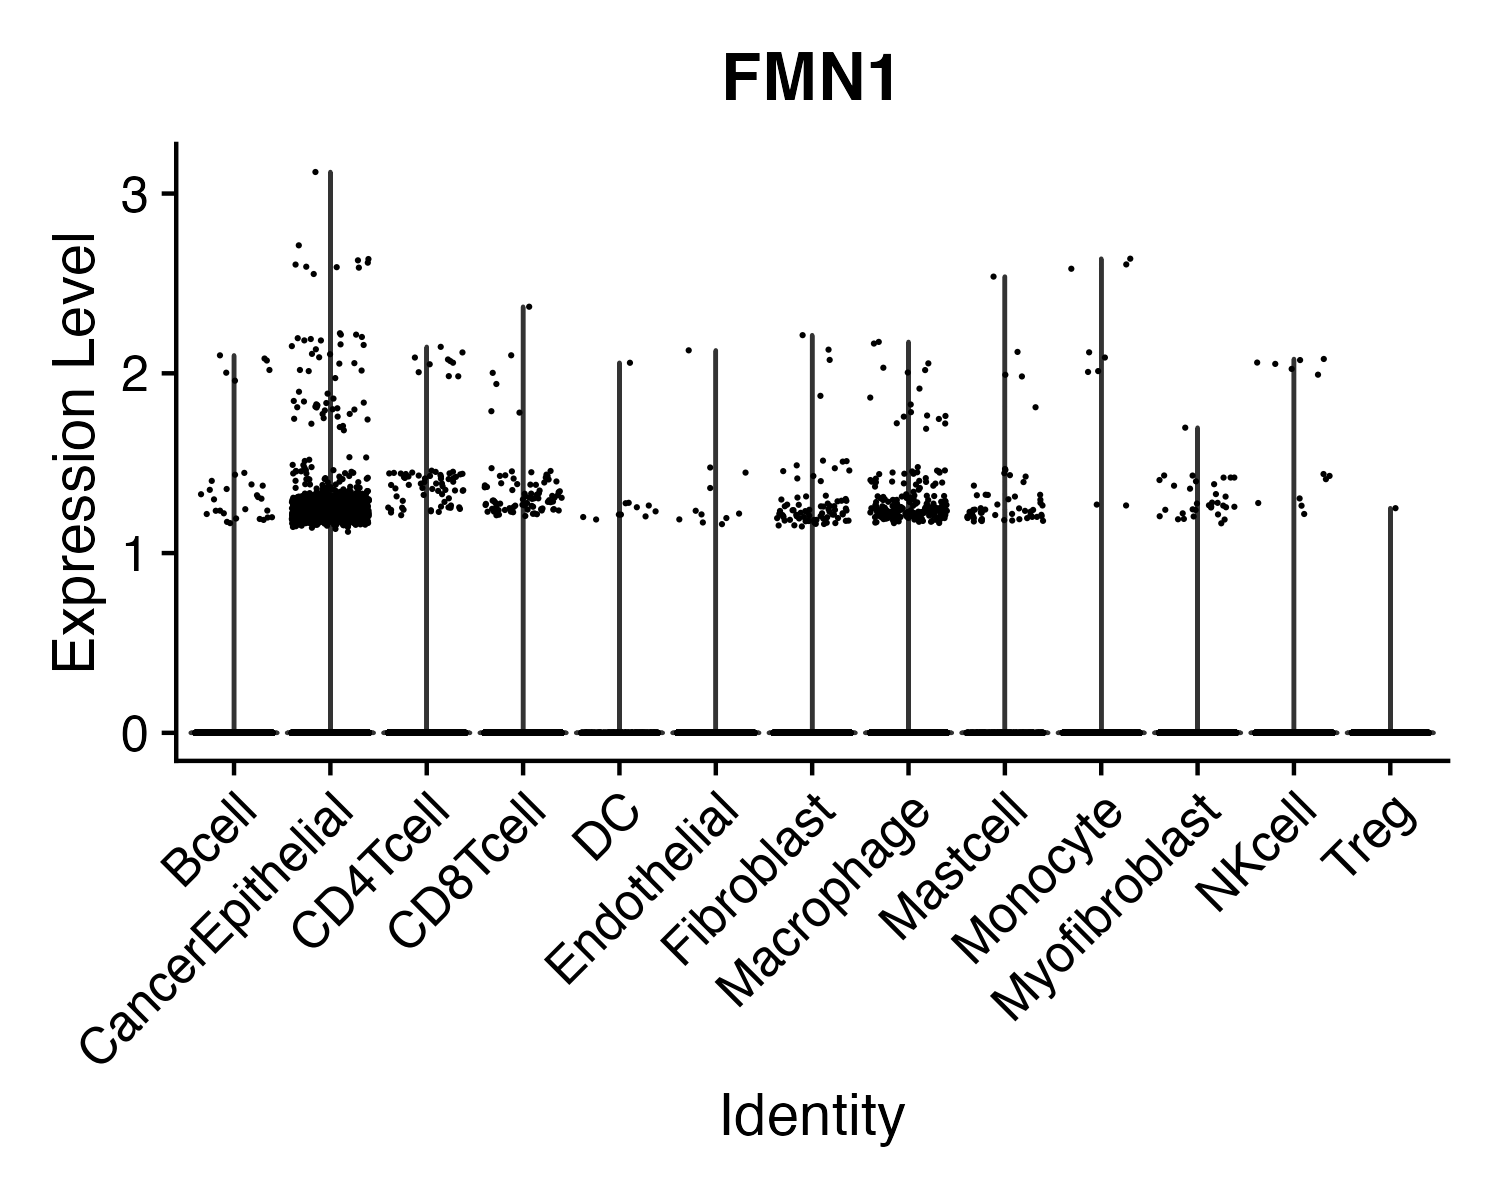 FMN1
Expression Level
3
2
1
0
Bcell
CancerEpithelial
CD4Tcell
CD8Tcell
DC
Endothelial
Fibroblast
Macrophage
Mastcell
Monocyte
Myofibroblast
NKcell
Treg
Identity